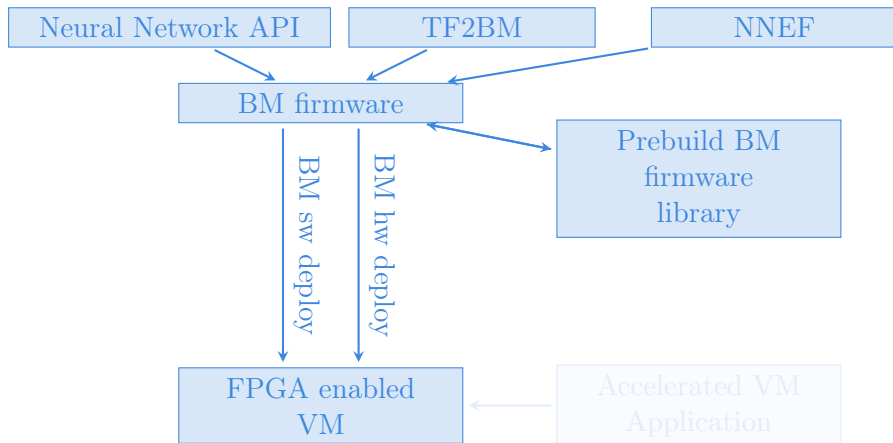 Neural Network API
TF2BM
NNEF
BM firmware
Prebuild BM
firmware
library
BM sw deploy
BM hw deploy
FPGA enabled
VM
Accelerated VM
Application